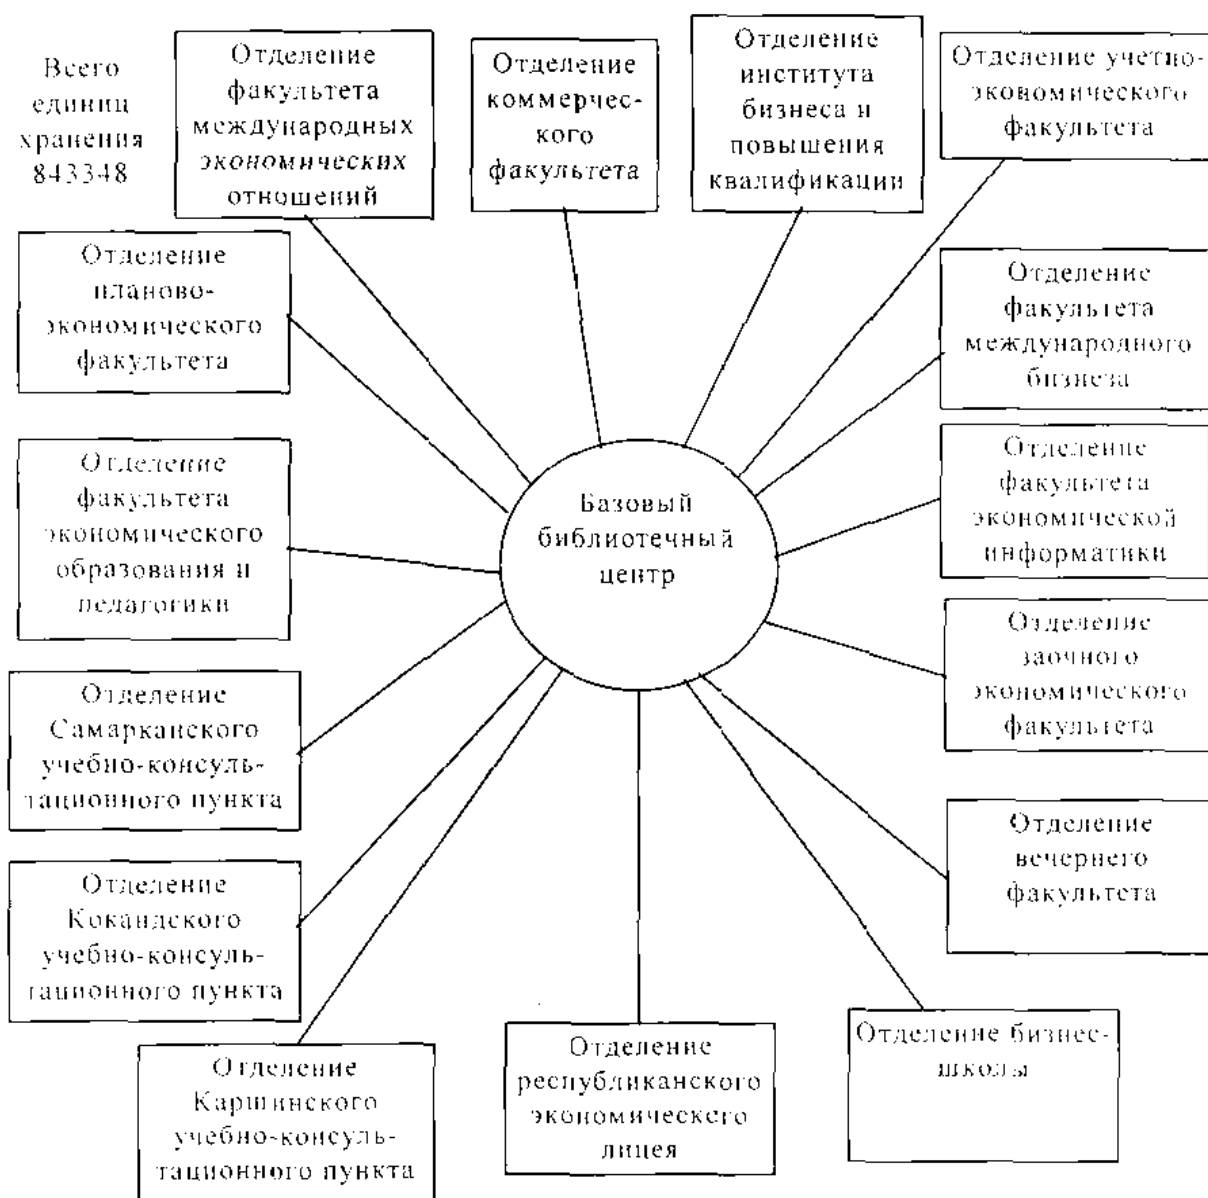 Всего
единиц
хранения
843348
Отделение
факультета
международных
экономических
отношений
Отделение
коммерчес-
кого
факультета
Отделение
института
бизнеса и
повышения
квалификации
Отделение учетно-
экономического
факультета
Отделение
планово-
экономического
факультета
Отделение
факультета
международного
бизнеза
Отделение
факультета
экономического
образования и
педагогики
Базовый
библиотечный
центр
Отделение
факультета
экономической
информатики
Отделение
заочного
экономического
факультета
Отделение
Самарканского
учебно-консуль-
тационного пункта
Отделение
вечернего
факультета
Отделение
Кокандского
учебно-консуль-
тационного пункта
Отделение
Каршинского
учебно-консуль-
тационного пункта
Отделение
республиканского
экономического
лицея
Отделение бизнес-
школы